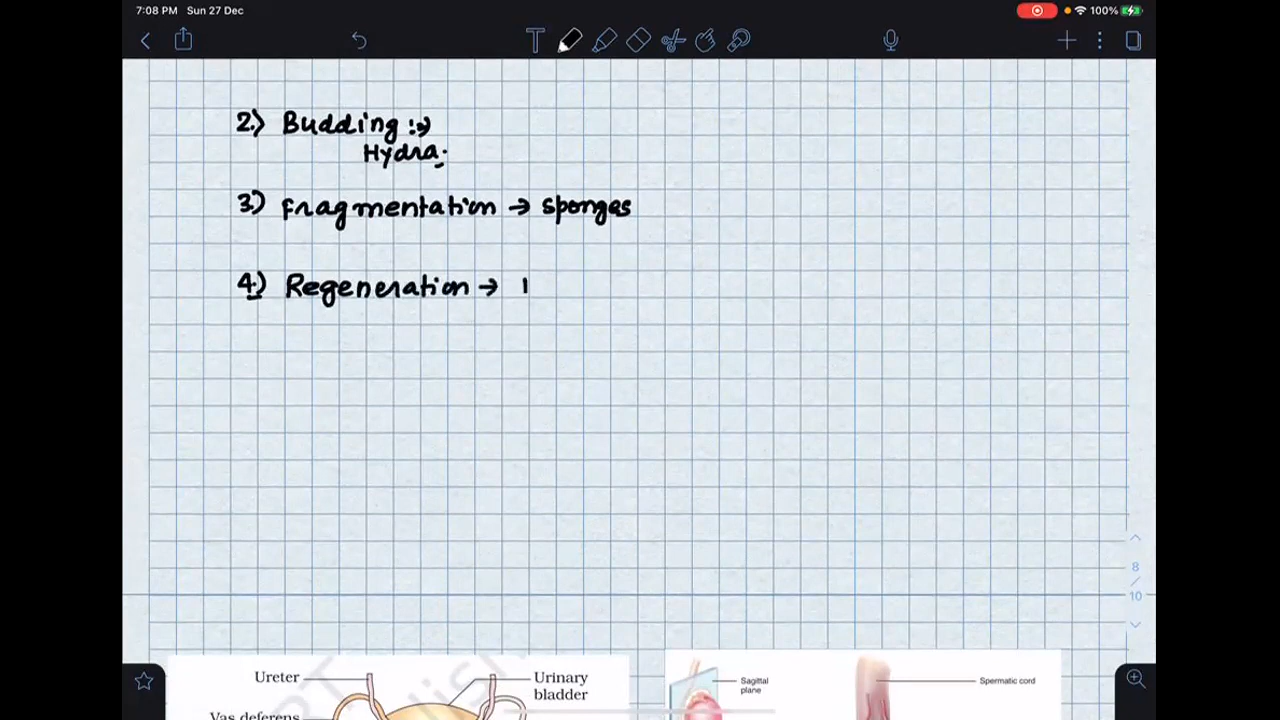 7:08 PM Sun 27 Dec
100%
2.) Budding :→
Hydra.
3.) Fragmentation → Sponges
4.) Regeneration →
8
/
10
Ureter
Urinary
bladder
Vas deferens
Sagittal
plane
Spermatic cord